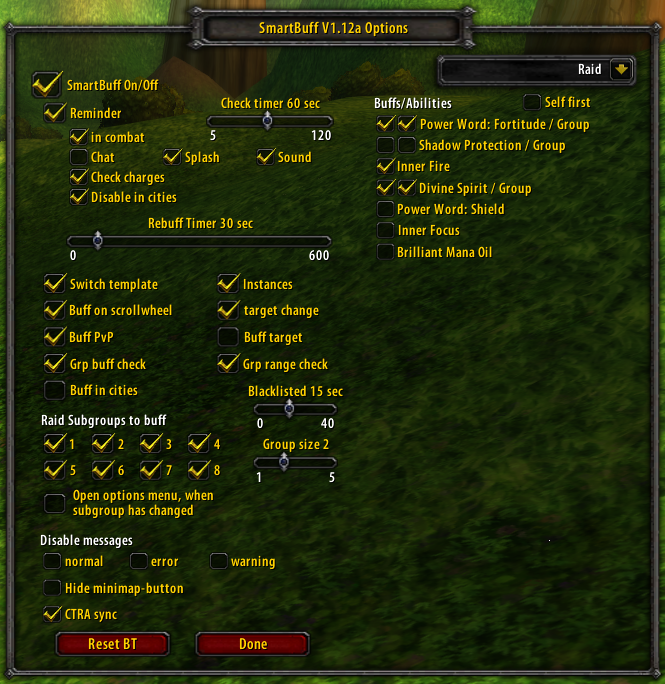 SmartBuff V1.12a Options
Raid
SmartBuff On/Off
Reminder
Check timer 60 sec
5 120
in combat
Chat Splash Sound
Check charges
Disable in cities
Rebuff Timer 30 sec
0 600
Switch template Instances
Buff on scrollwheel target change
Buff PvP Buff target
Grp buff check Grp range check
Buff in cities
Blacklisted 15 sec
0 40
Raid Subgroups to buff
1 2 3 4
5 6 7 8
Group size 2
1 5
Open options menu, when
subgroup has changed
Disable messages
normal error warning
Hide minimap-button
CTRA sync
Reset BT Done
Buffs/Abilities Self first
Power Word: Fortitude / Group
Shadow Protection / Group
Inner Fire
Divine Spirit / Group
Power Word: Shield
Inner Focus
Brilliant Mana Oil